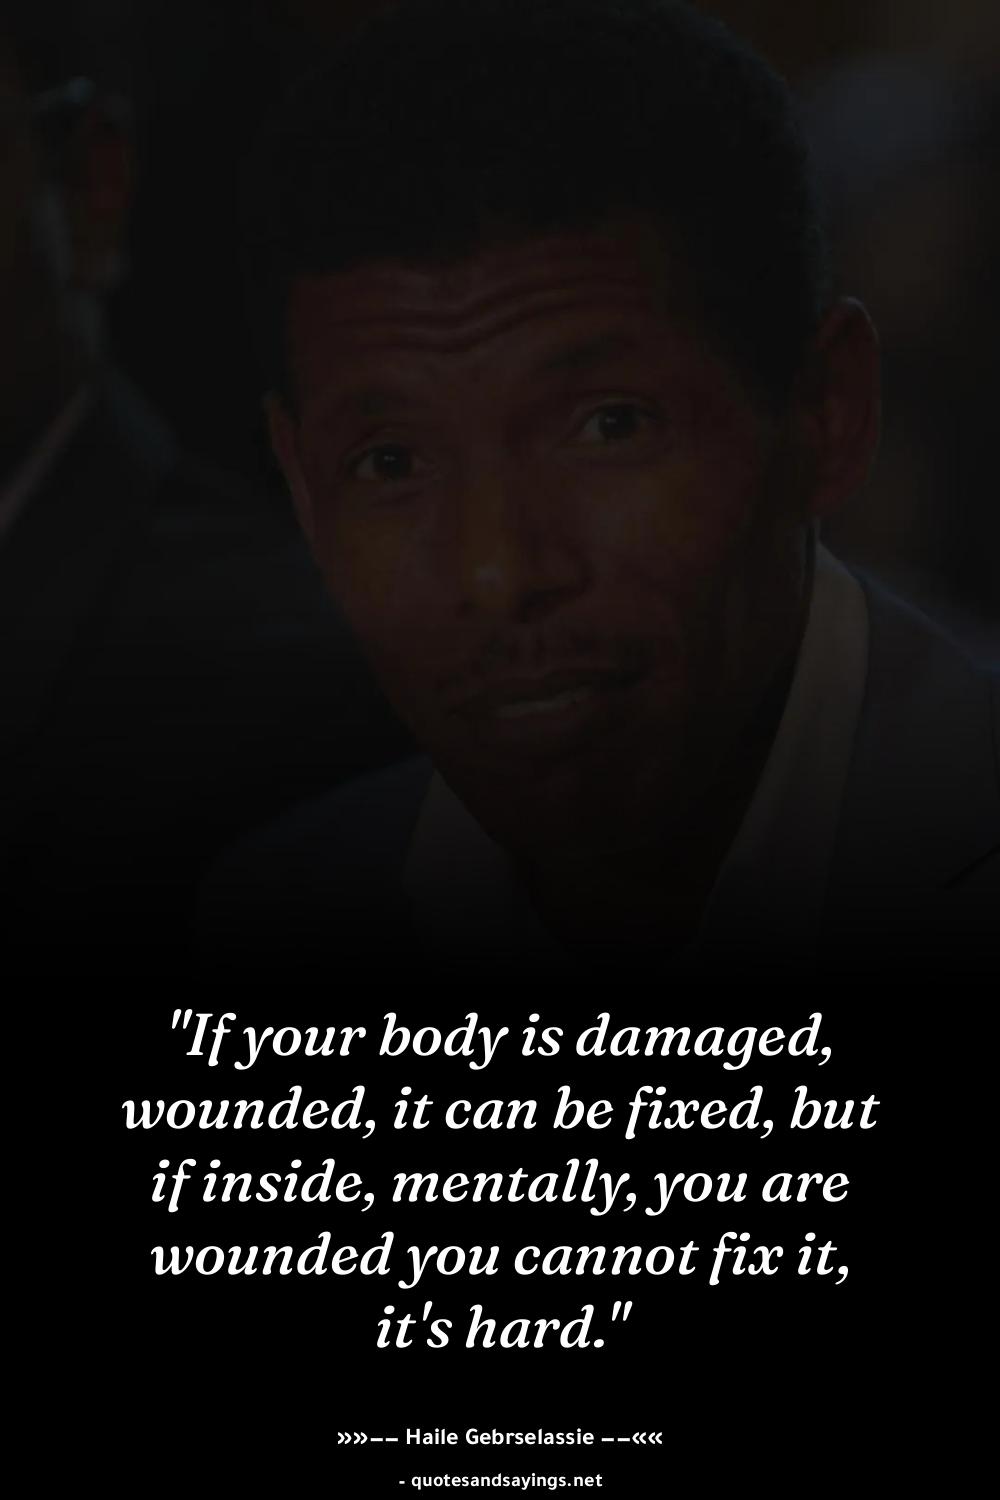 "If your body is damaged,
wounded, it can be fixed, but
if inside, mentally, you are
wounded you cannot fix it,
it's hard."
»»−− Haile Gebrselassie −−««
- quotesandsayings.net